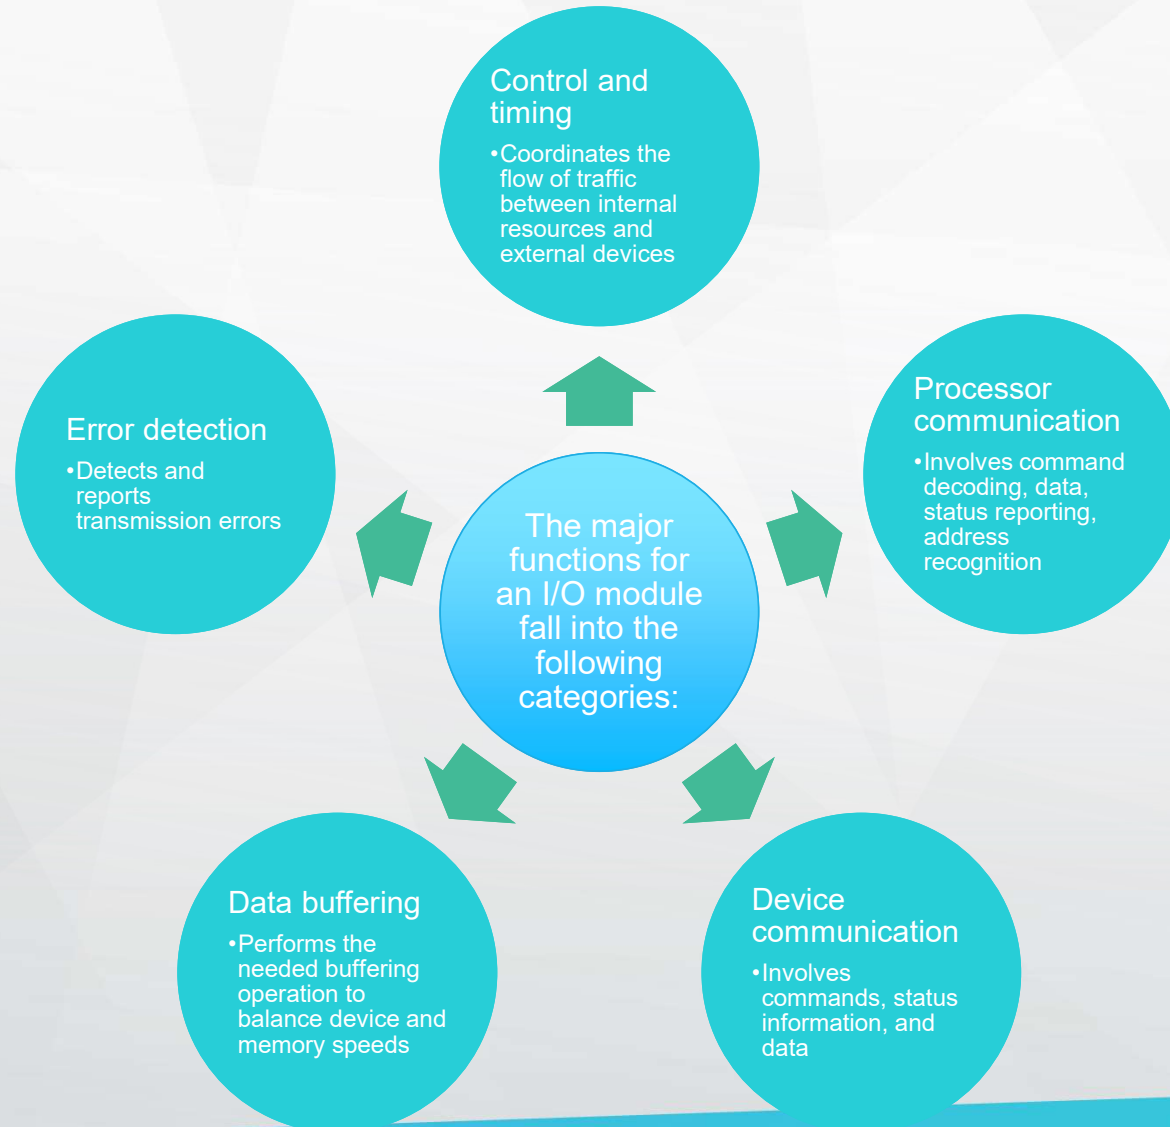 Control and
timing
•Coordinates the
flow of traffic
between internal
resources and
external devices
Processor
communication
•Involves command
decoding, data,
status reporting,
address
recognition
Error detection
•Detects and
reports
transmission errors
The major
functions for
an I/O module
fall into the
following
categories:
Data buffering
•Performs the
needed buffering
operation to
balance device and
memory speeds
Device
communication
•Involves
commands, status
information, and
data